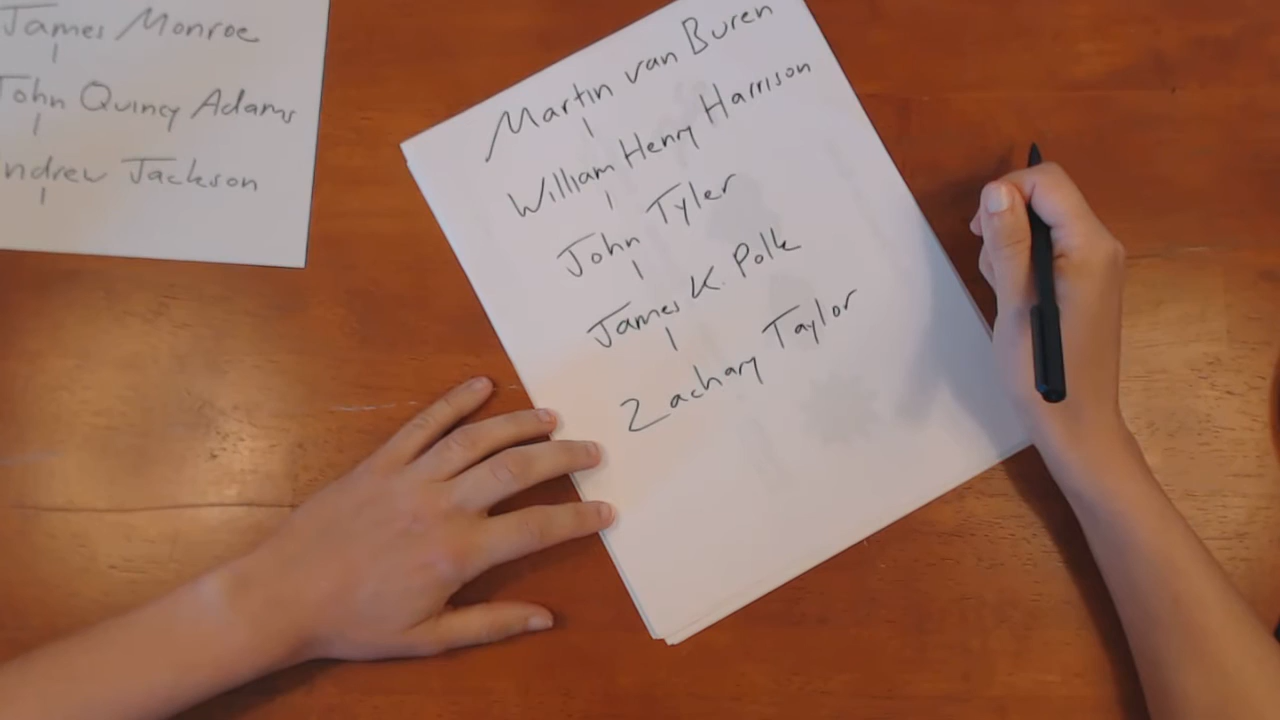 James Monroe
John Quincy Adams
ndrew Jackson
Martin van Buren
William Henry Harrison
John Tyler
James K. Polk
Zachary Taylor